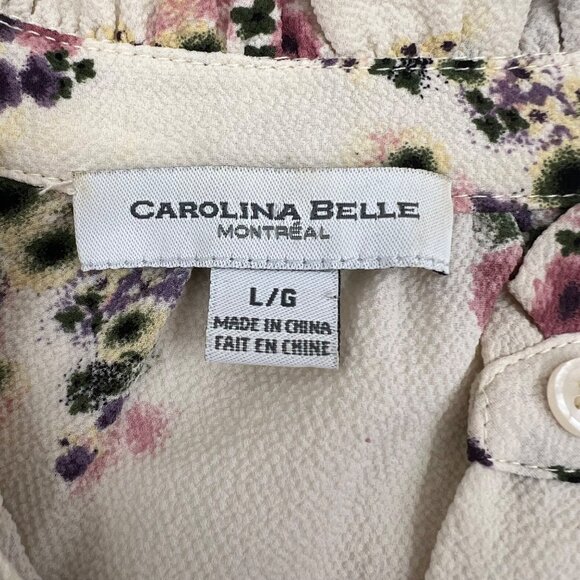 CAROLINA BELLE
MONTRÉAL
L/G
MADE IN CHINA
FAIT EN CHINE